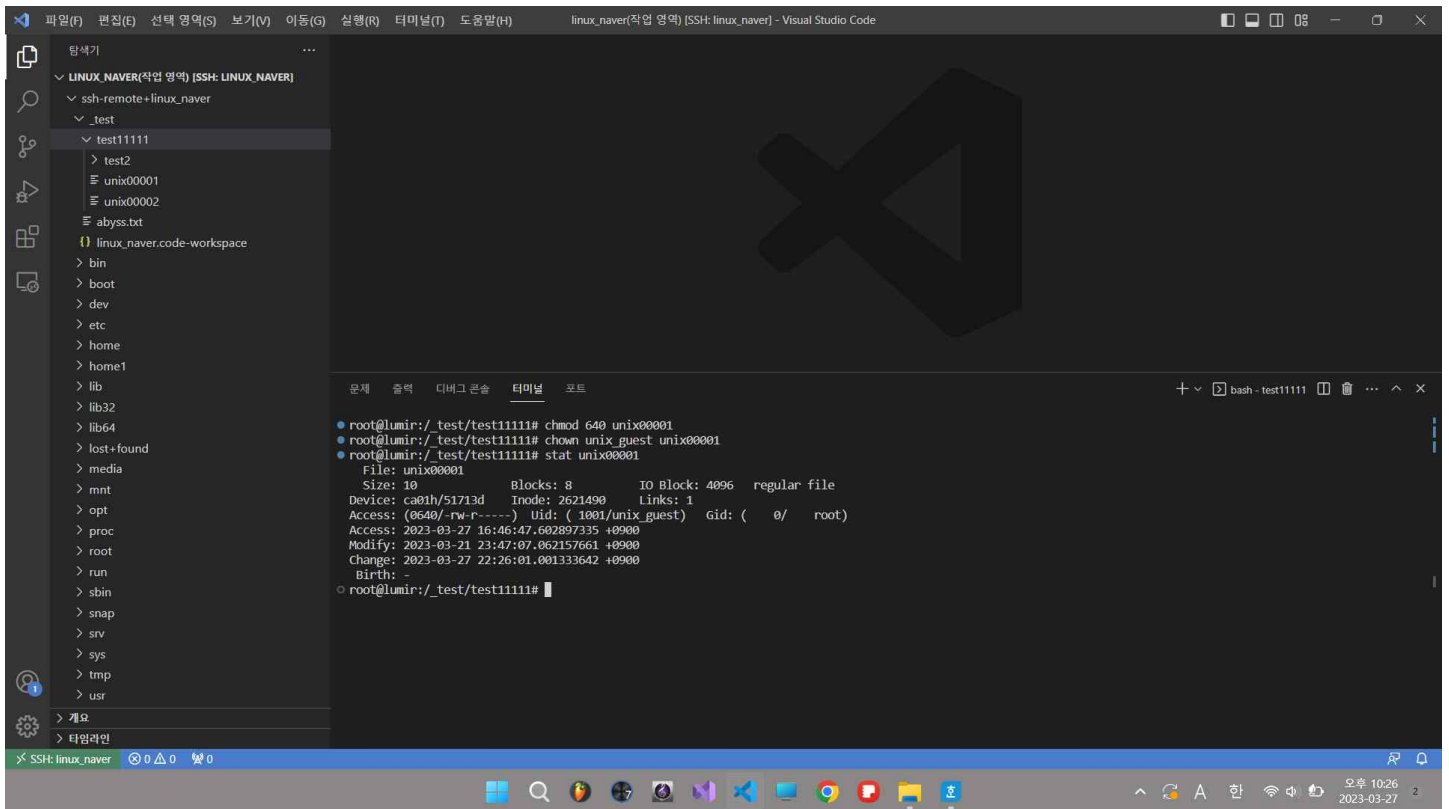 파일(F) 편집(E) 선택 영역(S) 보기(V) 이동(G) 실행(R) 터미널(T) 도움말(H) linux_naver(작업 영역) [SSH: linux_naver] - Visual Studio Code
탐색기
LINUX_NAVER(작업 영역) [SSH: LINUX_NAVER]
ssh-remote+linux_naver
_test
test11111
test2
unix00001
unix00002
abyss.txt
{} linux_naver.code-workspace
bin
boot
dev
etc
home
home1
lib
lib32
lib64
lost+found
media
mnt
opt
proc
root
run
sbin
snap
srv
sys
tmp
usr
개요
타임라인
문제 출력 디버그 콘솔 터미널 포트 bash - test11111
root@lumir:/_test/test11111# chmod 640 unix00001
root@lumir:/_test/test11111# chown unix_guest unix00001
root@lumir:/_test/test11111# stat unix00001
File: unix00001
Size: 10 Blocks: 8 IO Block: 4096 regular file
Device: ca01h/51713d Inode: 2621490 Links: 1
Access: (0640/-rw-r-----) Uid: ( 1001/unix_guest) Gid: ( 0/ root)
Access: 2023-03-27 16:46:47.602897335 +0900
Modify: 2023-03-21 23:47:07.062157661 +0900
Change: 2023-03-27 22:26:01.001333642 +0900
Birth: -
root@lumir:/_test/test11111#
1
SSH: linux_naver 0 0 0
A 한 오후 10:26 2
2023-03-27